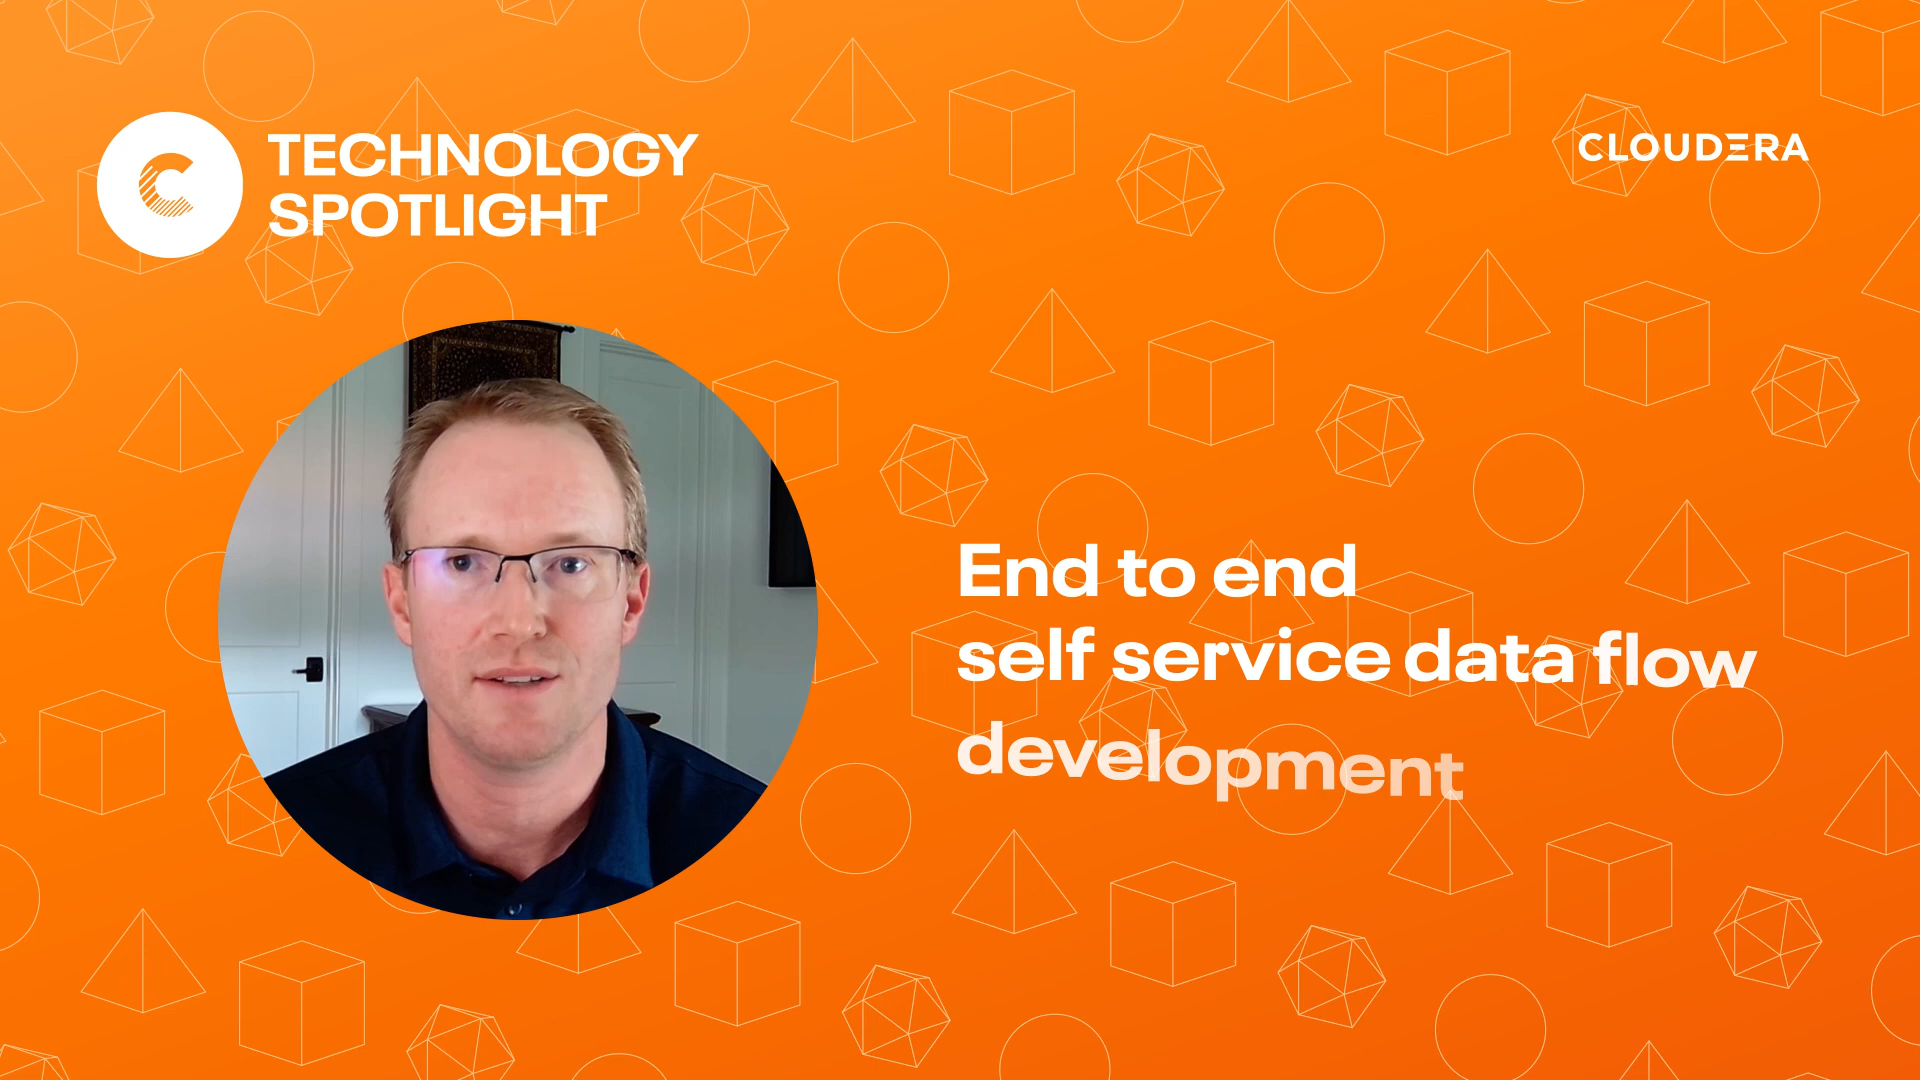 TECHNOLOGY
SPOTLIGHT
CLOUDERA
End to end
self service data flow
development